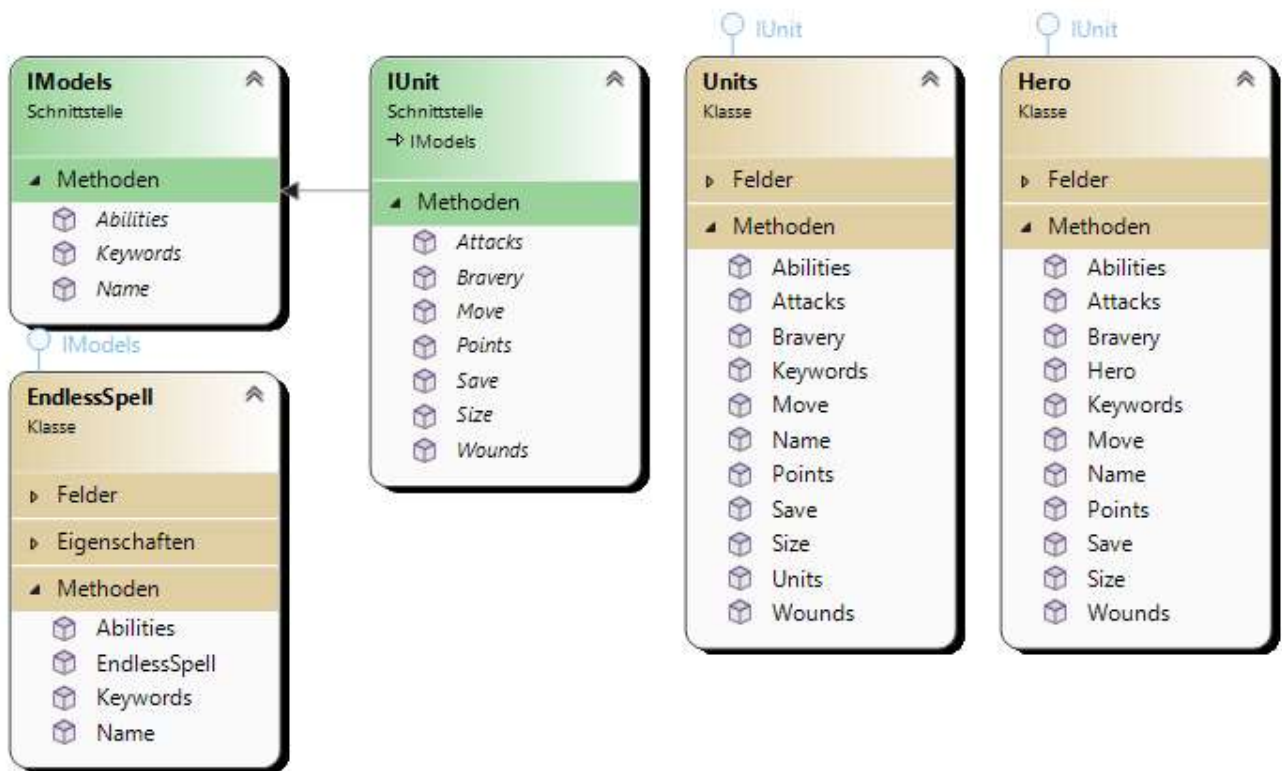 IModels
Schnittstelle
Methoden
Abilities
Keywords
Name
IUnit
Schnittstelle
IModels
Methoden
Attacks
Bravery
Move
Points
Save
Size
Wounds
IUnit
Units
Klasse
Felder
Methoden
Abilities
Attacks
Bravery
Keywords
Move
Name
Points
Save
Size
Units
Wounds
IUnit
Hero
Klasse
Felder
Methoden
Abilities
Attacks
Bravery
Hero
Keywords
Move
Name
Points
Save
Size
Wounds
IModels
EndlessSpell
Klasse
Felder
Eigenschaften
Methoden
Abilities
EndlessSpell
Keywords
Name